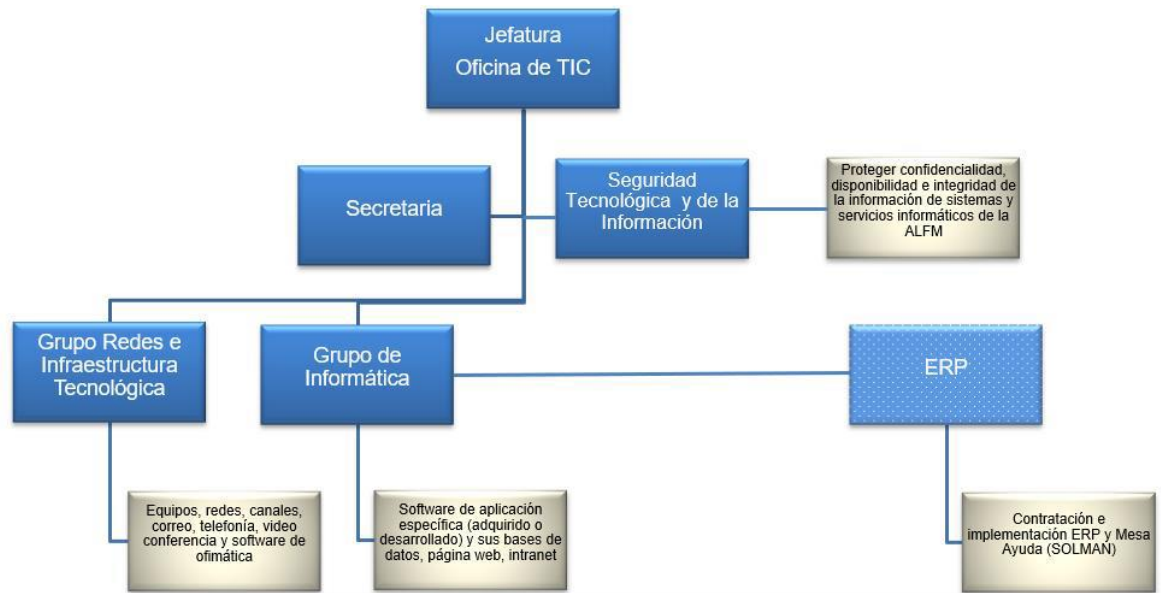 Jefatura
Oficina de TIC
Secretaria
Seguridad
Tecnológica y de la
Información
Proteger confidencialidad,
disponibilidad e integridad de
la información de sistemas y
servicios informáticos de la
ALFM
Grupo Redes e
Infraestructura
Tecnológica
Grupo de
Informática
ERP
Equipos, redes, canales,
correo, telefonía, video
conferencia y software de
ofimática
Software de aplicación
específica (adquirido o
desarrollado) y sus bases de
datos, página web, intranet
Contratación e
implementación ERP y Mesa
Ayuda (SOLMAN)